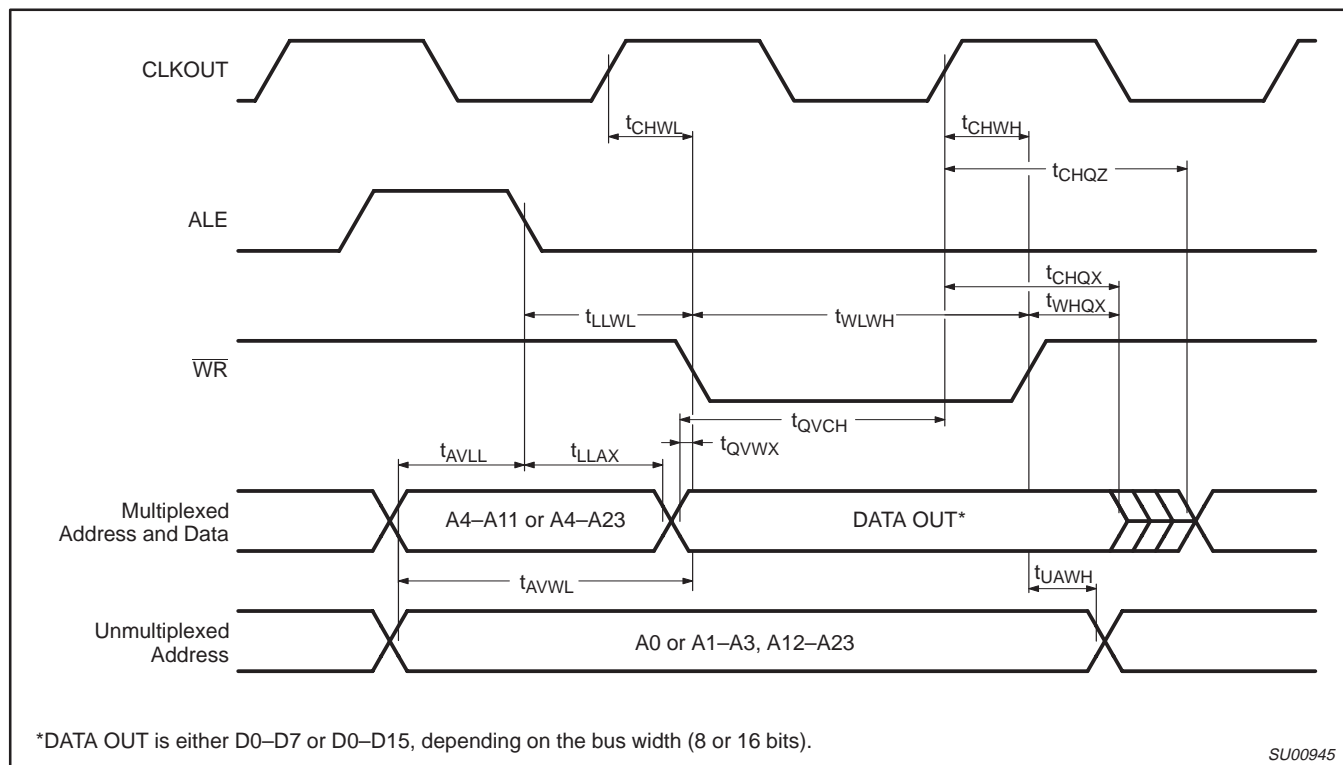 CLKOUT
tCHWL
tCHWH
tCHQZ
ALE
tCHQX
tLLWL
tWLWH
tWHQX
WR
tQVCH
tAVLL
tLLAX
tQVWX
Multiplexed
Address and Data
A4–A11 or A4–A23
DATA OUT*
tAVWL
tUAWH
Unmultiplexed
Address
A0 or A1–A3, A12–A23
*DATA OUT is either D0–D7 or D0–D15, depending on the bus width (8 or 16 bits).
SU00945